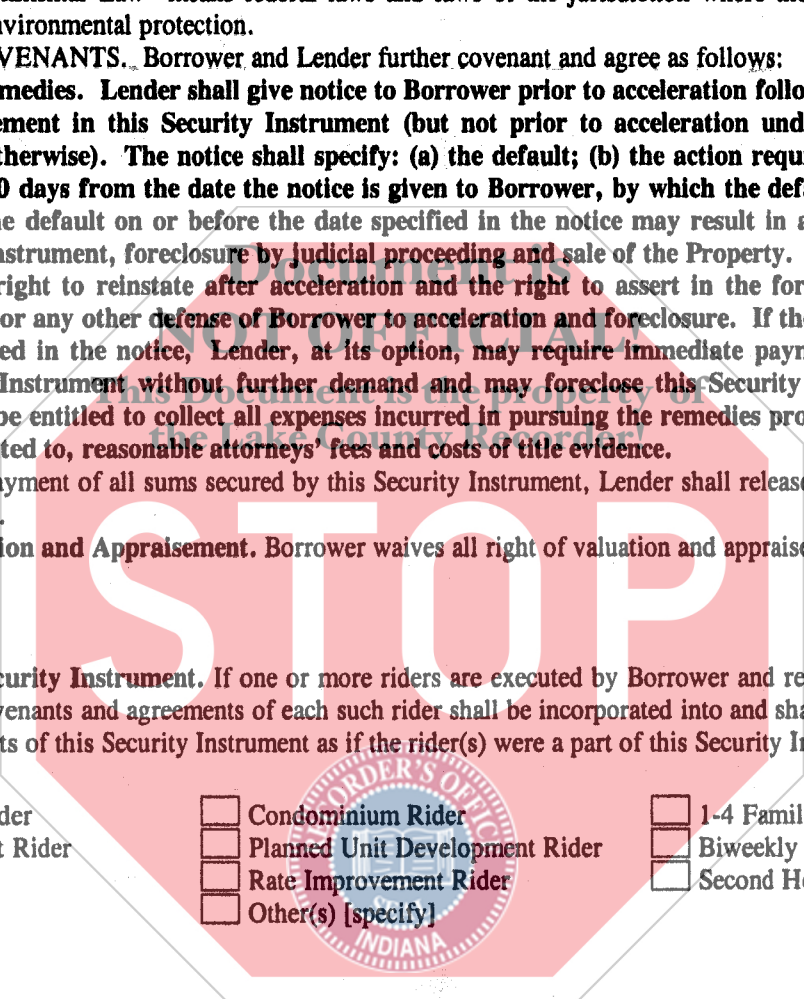 nvironmental protection.
VENANTS. Borrower and Lender further covenant and agree as follows:
medies. Lender shall give notice to Borrower prior to acceleration follo
ement in this Security Instrument (but not prior to acceleration und
therwise). The notice shall specify: (a) the default; (b) the action requi
0 days from the date the notice is given to Borrower, by which the def
e default on or before the date specified in the notice may result in a
nstrument, foreclosure by judicial proceeding and sale of the Property.
Document is
right to reinstate after acceleration and the right to assert in the for
or any other defense of Borrower to acceleration and foreclosure. If the
NOT OFFICIAL!
ed in the notice, Lender, at its option, may require immediate paym
Instrument without further demand and may foreclose this Security
This Document is the property of
be entitled to collect all expenses incurred in pursuing the remedies pro
the Lake County Recorder!
ted to, reasonable attorneys' fees and costs of title evidence.
ayment of all sums secured by this Security Instrument, Lender shall release
ion and Appraisement. Borrower waives all right of valuation and appraise
STOP
curity Instrument. If one or more riders are executed by Borrower and re
venants and agreements of each such rider shall be incorporated into and sha
ts of this Security Instrument as if the rider(s) were a part of this Security In
RECORDER'S OFFICE
der Condominium Rider 1-4 Famil
t Rider Planned Unit Development Rider Biweekly
Rate Improvement Rider Second Ho
SEAL
Other(s) [specify]
INDIANA